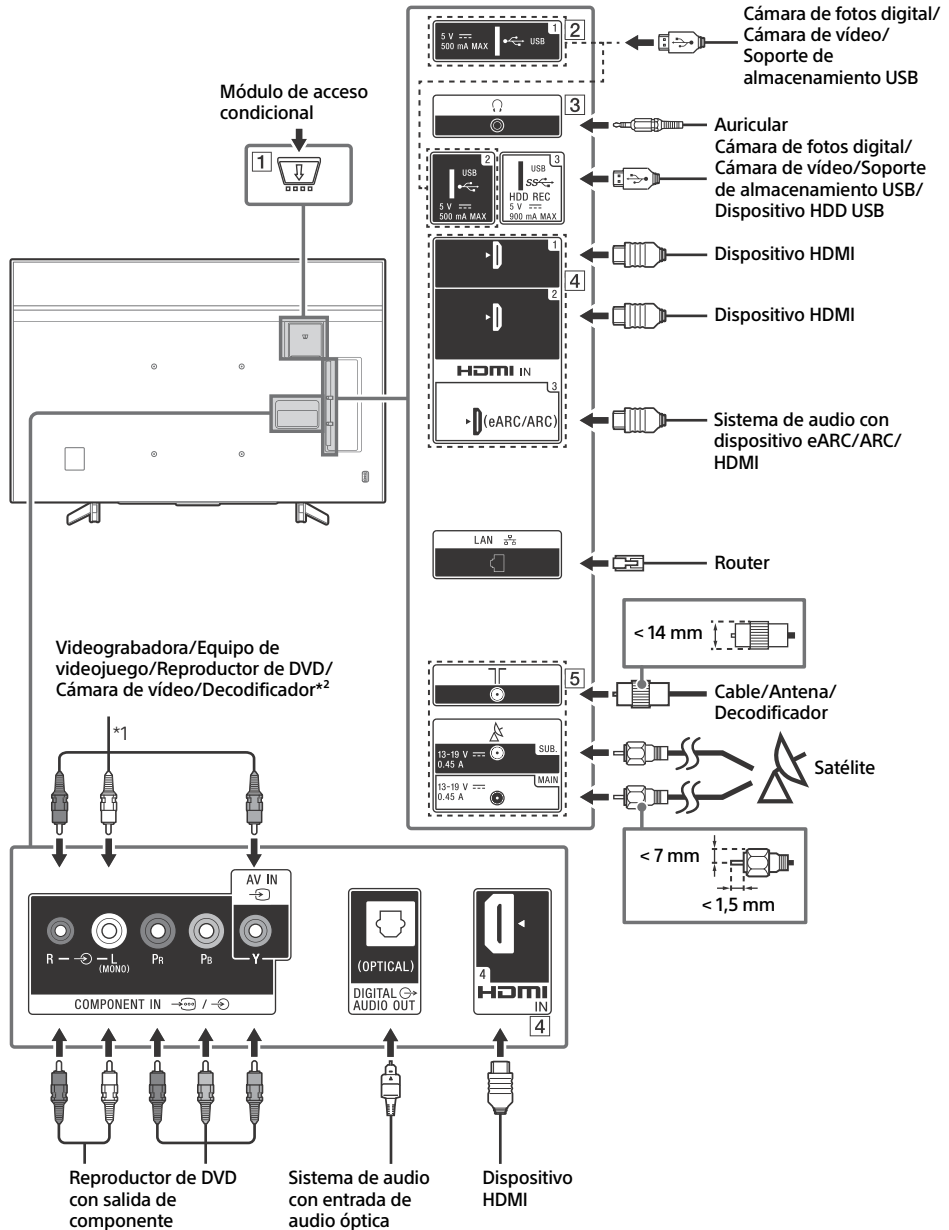 Cámara de fotos digital/
Cámara de vídeo/
Soporte de
almacenamiento USB
5 V
500 mA MAX
USB
1
2
Módulo de acceso
condicional
1
3
Auricular
Cámara de fotos digital/
Cámara de vídeo/Soporte
de almacenamiento USB/
Dispositivo HDD USB
2
USB
5 V
500 mA MAX
3
USB
SS
HDD REC
5 V
900 mA MAX
1
Dispositivo HDMI
4
2
Dispositivo HDMI
HDMI IN
3
(eARC/ARC)
Sistema de audio con
dispositivo eARC/ARC/
HDMI
LAN
Router
< 14 mm
5
Cable/Antena/
Decodificador
13-19 V
0.45 A
SUB.
MAIN
13-19 V
0.45 A
Satélite
< 7 mm
< 1,5 mm
Videograbadora/Equipo de
videojuego/Reproductor de DVD/
Cámara de vídeo/Decodificador*2
*1
AV IN
R
L
(MONO)
PR
PB
Y
COMPONENT IN /
(OPTICAL)
DIGITAL
AUDIO OUT
4
HDMI
IN
4
Reproductor de DVD
con salida de
componente
Sistema de audio
con entrada de
audio óptica
Dispositivo
HDMI